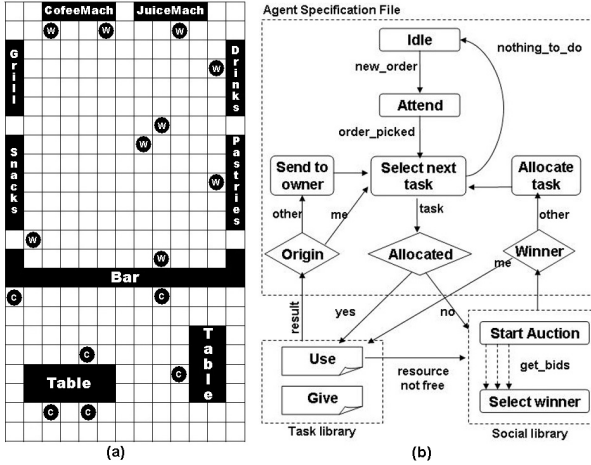 CofeeMach JuiceMach
W W
Grill
W
Drinks
W
W
Snacks
Pastries
W
W
W
Bar
C C
Table
C
C
Table
C C
(a)
Agent Specification File
Idle
nothing_to_do
new_order
Attend
order_picked
Send to owner
Select next task
Allocate task
other me task other
Origin Allocated Winner
me
result yes no
Use
Start Auction
resource not free
get_bids
Give
Select winner
Task library Social library
(b)